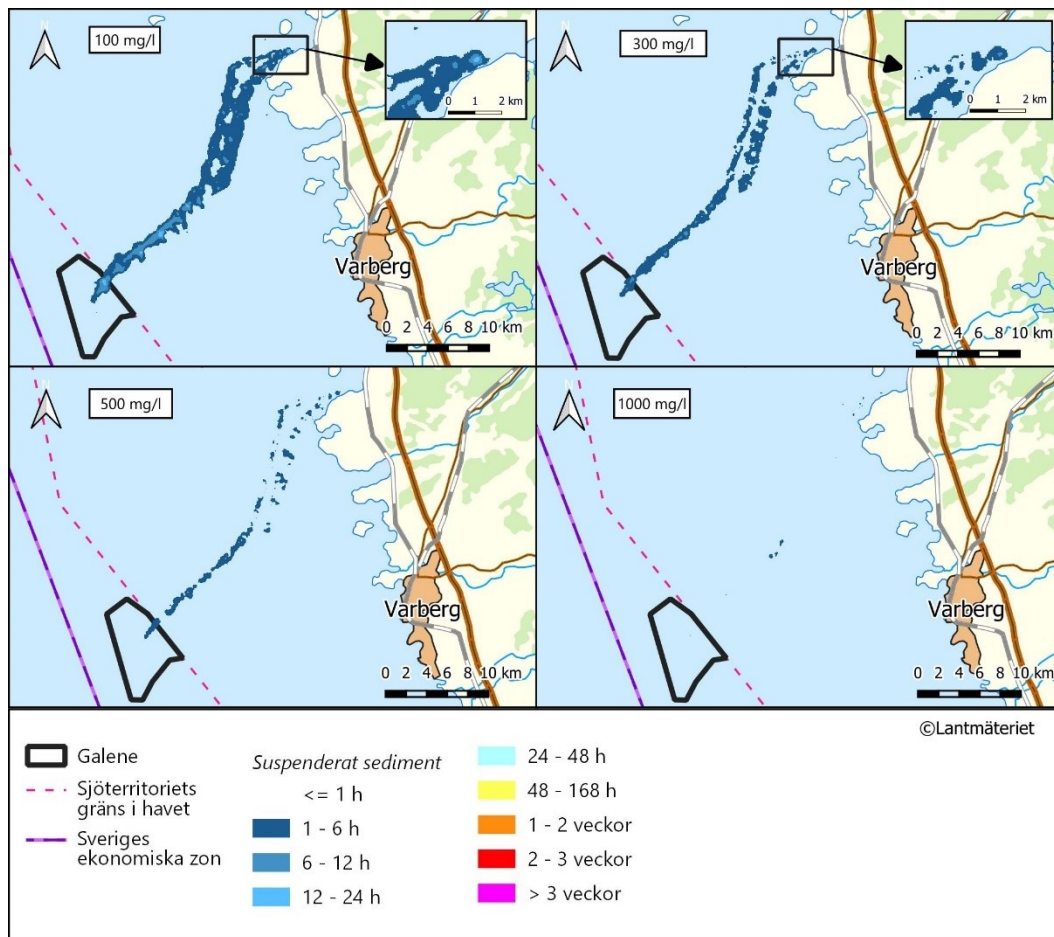 N
100 mg/l
0 1 2 km
Varberg
0 2 4 6 8 10 km
N
300 mg/l
0 1 2 km
Varberg
0 2 4 6 8 10 km
N
500 mg/l
Varberg
0 2 4 6 8 10 km
N
1000 mg/l
Varberg
0 2 4 6 8 10 km
©Lantmäteriet
Galene
Sjöterritoriets
gräns i havet
Sveriges
ekonomiska zon
Suspenderat sediment
<= 1 h
1 - 6 h
6 - 12 h
12 - 24 h
24 - 48 h
48 - 168 h
1 - 2 veckor
2 - 3 veckor
> 3 veckor